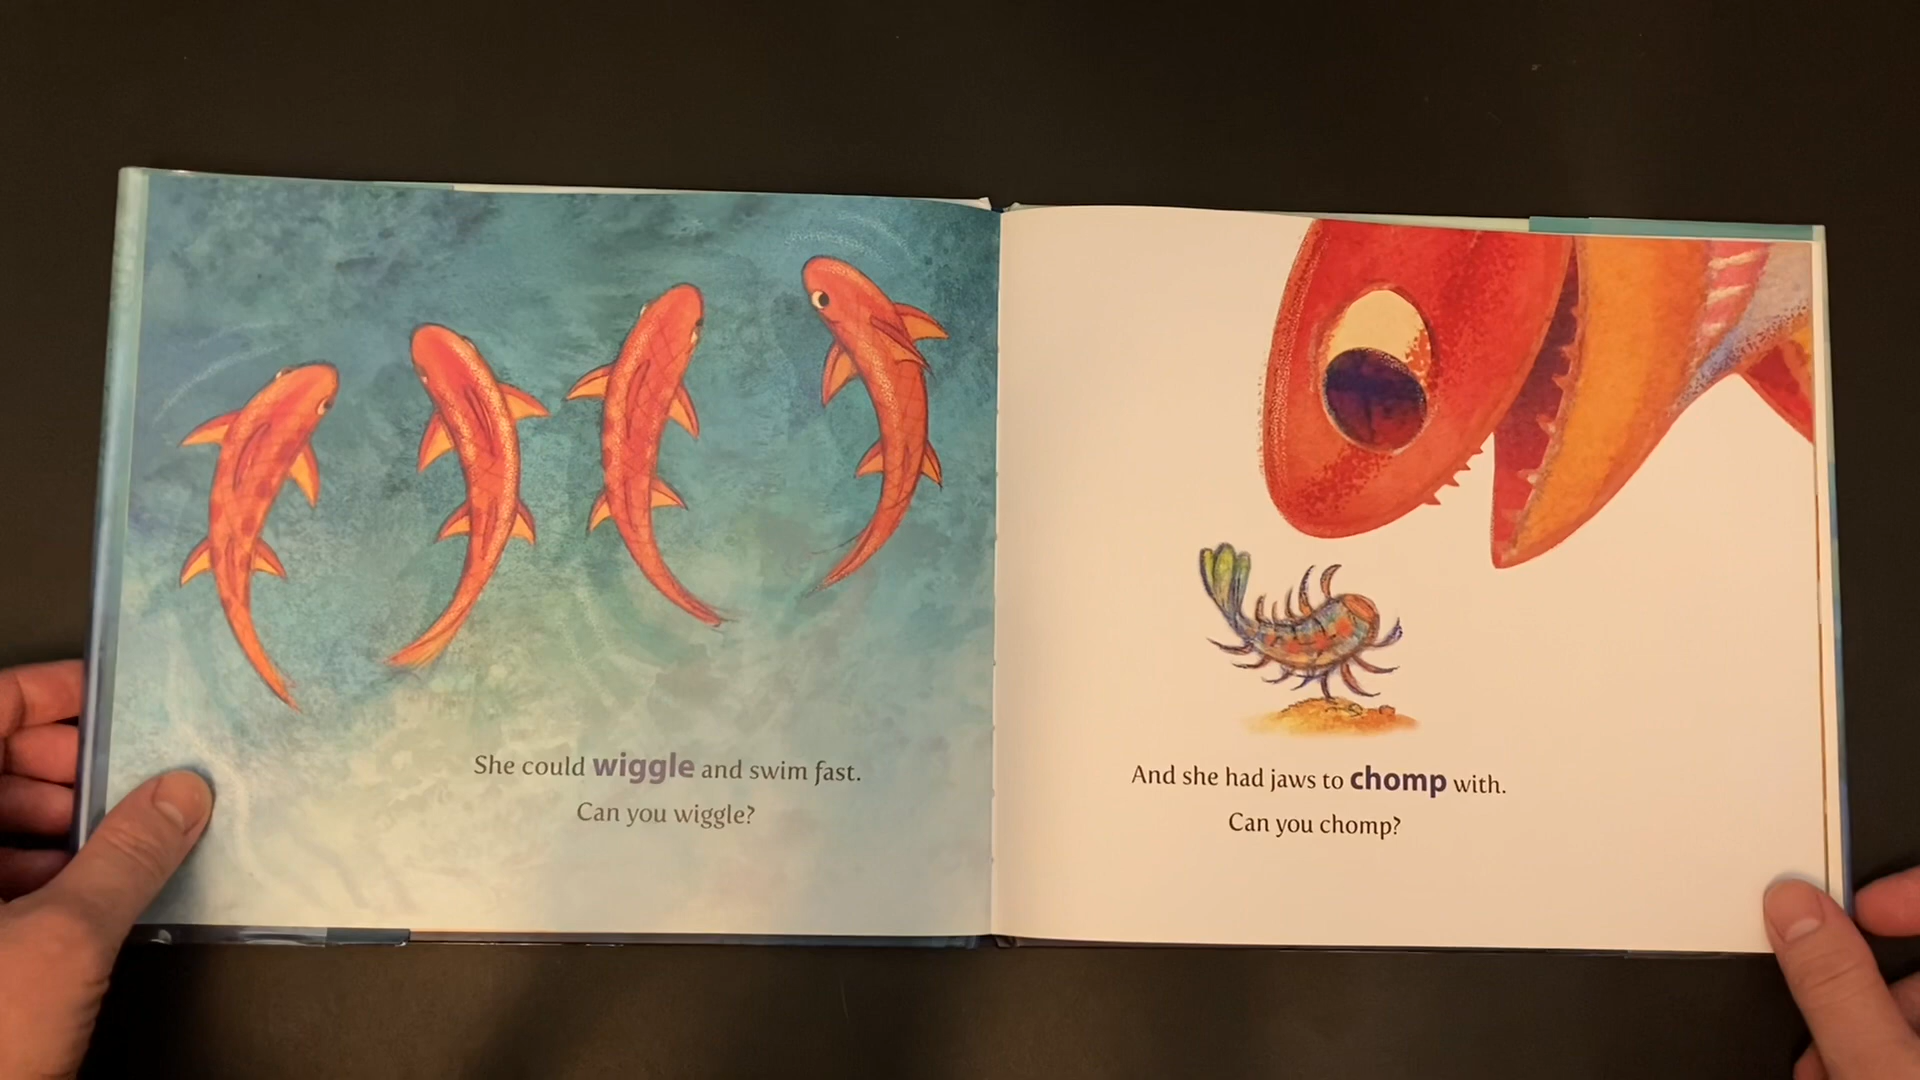 She could wiggle and swim fast.
Can you wiggle?
And she had jaws to chomp with.
Can you chomp?